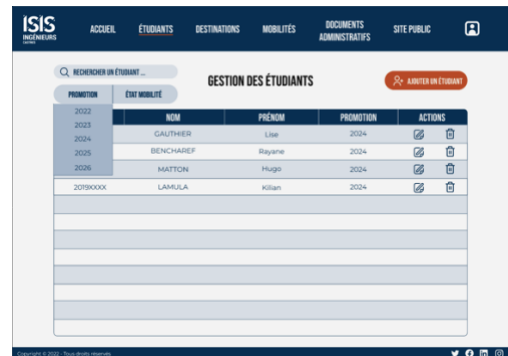 ISIS
INGÉNIEURS
ACCUEIL ÉTUDIANTS DESTINATIONS MOBILITÉS DOCUMENTS ADMINISTRATIFS SITE PUBLIC
RECHERCHER UN ÉTUDIANT ...
GESTION DES ÉTUDIANTS
AJOUTER UN ÉTUDIANT
PROMOTION ÉTAT MOBILITÉ
2022
2023
2024
2025
2026
NOM PRÉNOM PROMOTION ACTIONS
GAUTHIER Lise 2024
BENCHAREF Rayane 2024
MATTON Hugo 2024
2019XXXX LAMULA Kilian 2024
Copyright © 2022 - Tous droits réservés